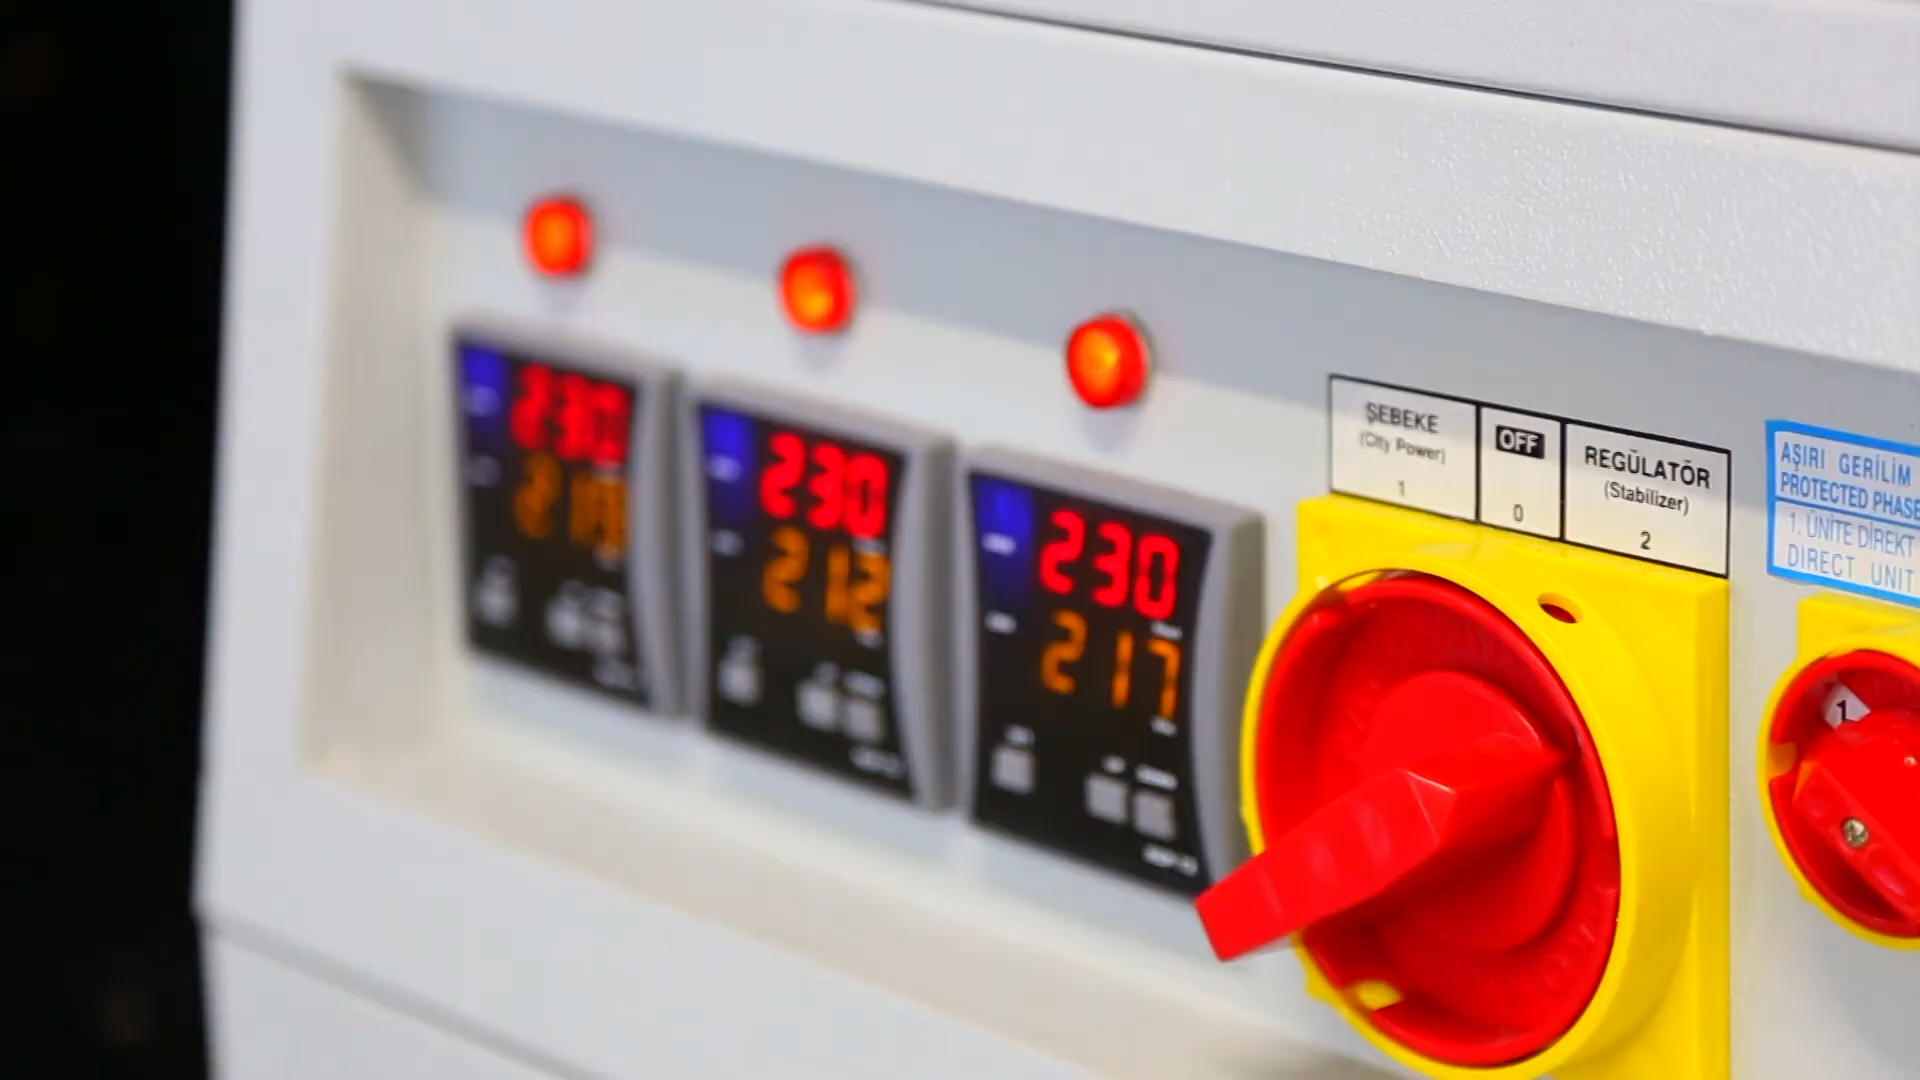 230
230
212
230
217
ŞEBEKE
(City Power)
1
OFF
0
REGÜLATÖR
(Stabilizer)
2
AŞIRI GERİLİM
PROTECTED PHASE
1. ÜNİTE DİREKT
DIRECT UNIT
1